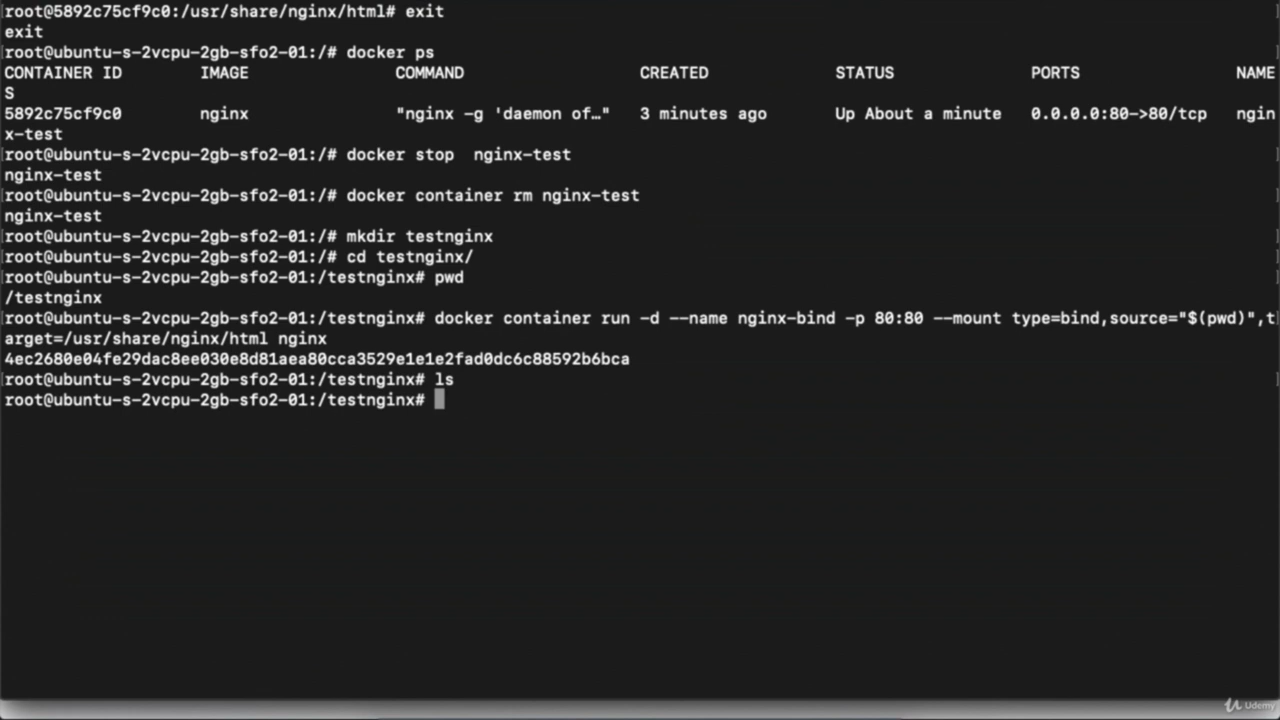 root@5892c75cf9c0:/usr/share/nginx/html# exit
exit
root@ubuntu-s-2vcpu-2gb-sfo2-01:/# docker ps
CONTAINER ID        IMAGE               COMMAND                  CREATED             STATUS              PORTS                NAME
S
5892c75cf9c0        nginx               "nginx -g 'daemon of…"   3 minutes ago       Up About a minute   0.0.0.0:80->80/tcp   ngin
x-test
root@ubuntu-s-2vcpu-2gb-sfo2-01:/# docker stop  nginx-test
nginx-test
root@ubuntu-s-2vcpu-2gb-sfo2-01:/# docker container rm nginx-test
nginx-test
root@ubuntu-s-2vcpu-2gb-sfo2-01:/# mkdir testnginx
root@ubuntu-s-2vcpu-2gb-sfo2-01:/# cd testnginx/
root@ubuntu-s-2vcpu-2gb-sfo2-01:/testnginx# pwd
/testnginx
root@ubuntu-s-2vcpu-2gb-sfo2-01:/testnginx# docker container run -d --name nginx-bind -p 80:80 --mount type=bind,source="$(pwd)",t
arget=/usr/share/nginx/html nginx
4ec2680e04fe29dac8ee030e8d81aea80cca3529e1e1e2fad0dc6c88592b6bca
root@ubuntu-s-2vcpu-2gb-sfo2-01:/testnginx# ls
root@ubuntu-s-2vcpu-2gb-sfo2-01:/testnginx#
Udemy